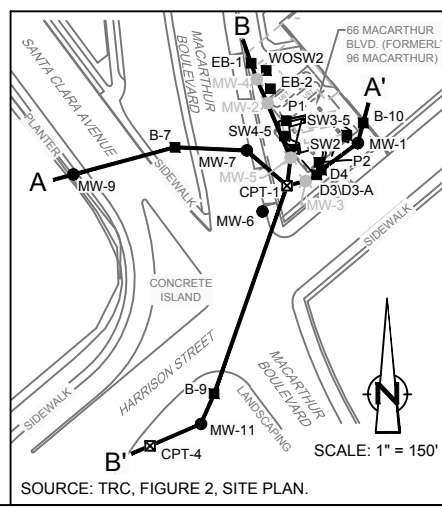 B
66 MACARTHUR
BLVD. (FORMERLY
96 MACARTHUR)
SANTA CLARA AVENUE
MACARTHUR
BOULEVARD
EB-1
WOSW2
MW-4
EB-2
A'
MW-2
P1
SW3-5
B-10
PLANTER
B-7
SIDEWALK
SW4-5
MW-7
SW2
MW-1
P2
A
MW-9
MW-5
D4
CPT-1
D3\D3-A
MW-3
MW-6
SIDEWALK
CONCRETE
ISLAND
HARRISON STREET
MACARTHUR
BOULEVARD
N
B-9
LANDSCAPING
SIDEWALK
MW-11
B'
CPT-4
SCALE: 1" = 150'
SOURCE: TRC, FIGURE 2, SITE PLAN.